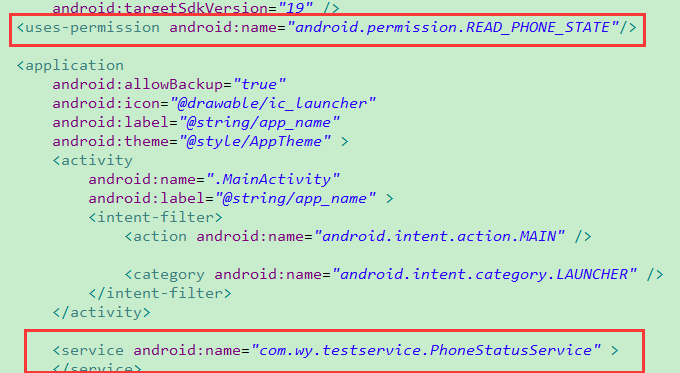 android:targetSdkVersion="19" />
<uses-permission android:name="android.permission.READ_PHONE_STATE"/>
<application
android:allowBackup="true"
android:icon="@drawable/ic_launcher"
android:label="@string/app_name"
android:theme="@style/AppTheme" >
<activity
android:name=".MainActivity"
android:label="@string/app_name" >
<intent-filter>
<action android:name="android.intent.action.MAIN" />
<category android:name="android.intent.category.LAUNCHER" />
</intent-filter>
</activity>
<service android:name="com.wy.testservice.PhoneStatusService" >
</service>